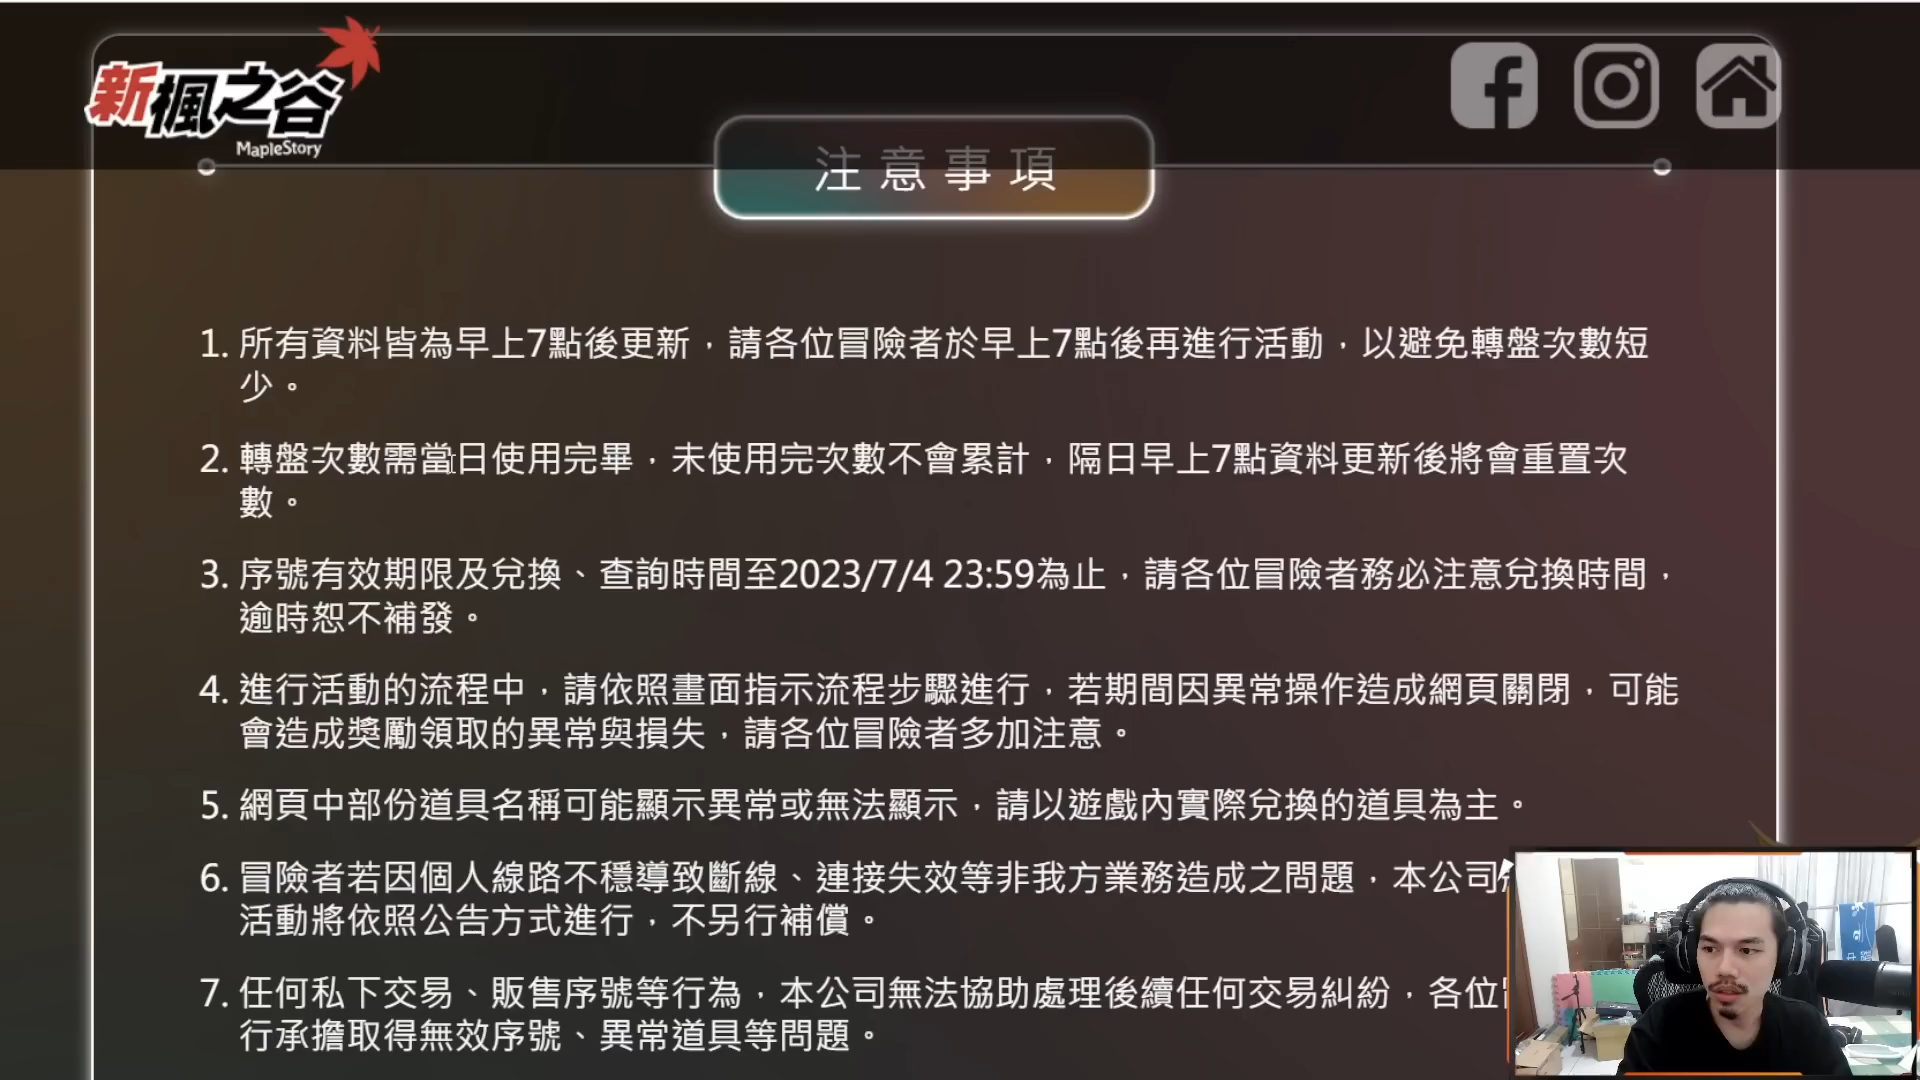 新楓之谷
MapleStory
注意事項
1. 所有資料皆為早上7點後更新，請各位冒險者於早上7點後再進行活動，以避免轉盤次數短
少。
2. 轉盤次數需當日使用完畢，未使用完次數不會累計，隔日早上7點資料更新後將會重置次
數。
3. 序號有效期限及兌換、查詢時間至2023/7/4 23:59為止，請各位冒險者務必注意兌換時間，
逾時恕不補發。
4. 進行活動的流程中，請依照畫面指示流程步驟進行，若期間因異常操作造成網頁關閉，可能
會造成獎勵領取的異常與損失，請各位冒險者多加注意。
5. 網頁中部份道具名稱可能顯示異常或無法顯示，請以遊戲內實際兌換的道具為主。
6. 冒險者若因個人線路不穩導致斷線、連接失效等非我方業務造成之問題，本公司
活動將依照公告方式進行，不另行補償。
7. 任何私下交易、販售序號等行為，本公司無法協助處理後續任何交易糾紛，各位
行承擔取得無效序號、異常道具等問題。